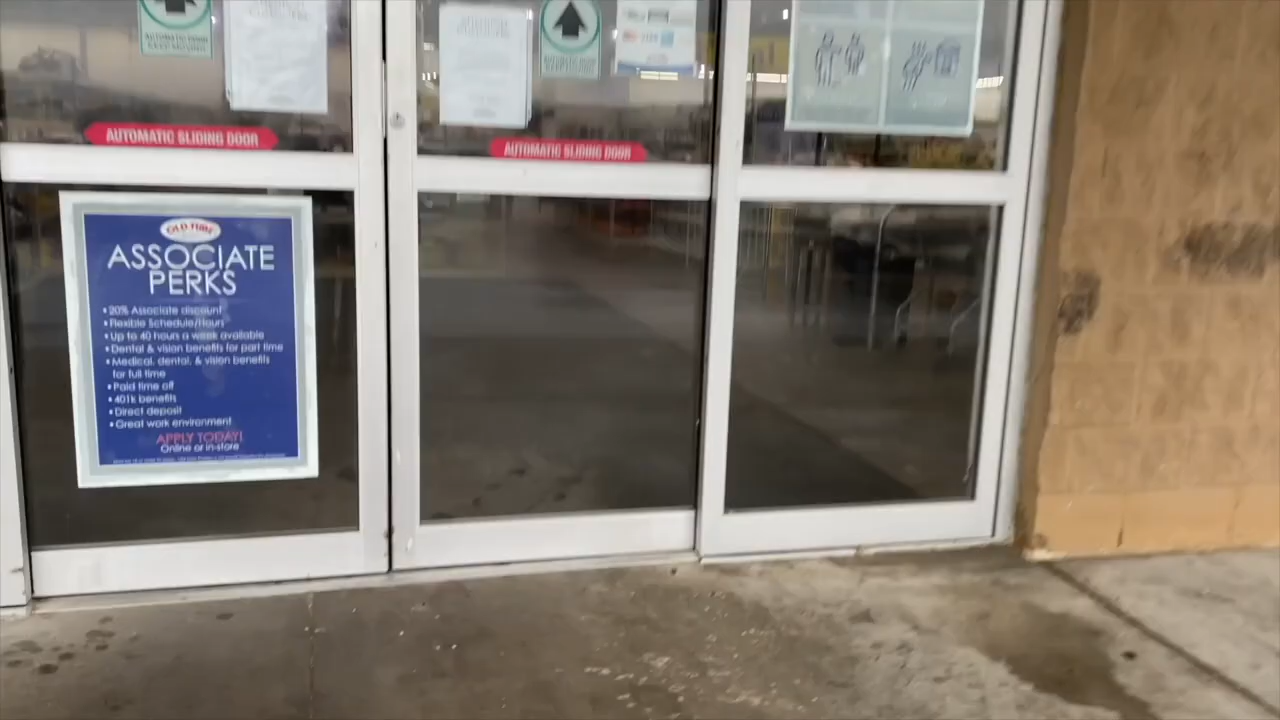 AUTOMATIC DOOR
AUTOMATIC SLIDING DOOR
AUTOMATIC SLIDING DOOR
OLD TIME
ASSOCIATE
PERKS
• 20% Associate discount
• Flexible Schedule/Hours
• Up to 40 hours a week available
• Dental & vision benefits for part time
• Medical, dental, & vision benefits
for full time
• Paid time off
• 401k benefits
• Direct deposit
• Great work environment
APPLY TODAY!
Online or in-store